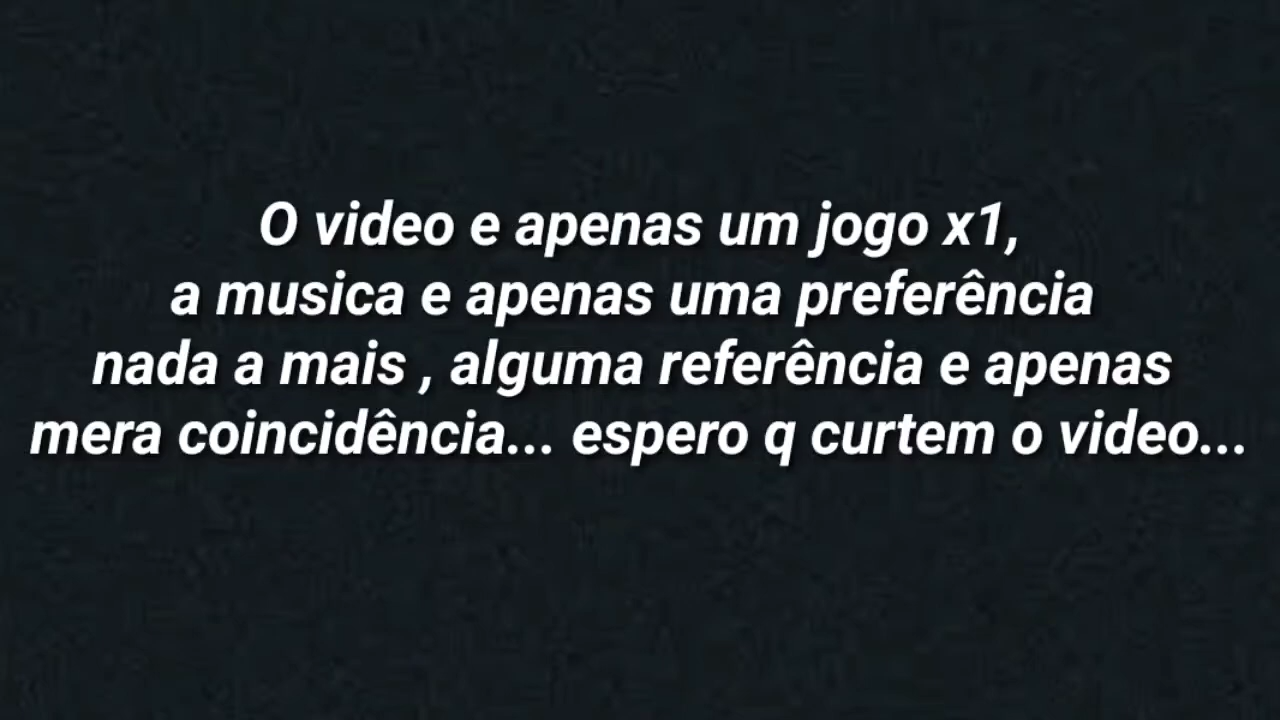 O video e apenas um jogo x1,
a musica e apenas uma preferência
nada a mais , alguma referência e apenas
mera coincidência... espero q curtem o video...